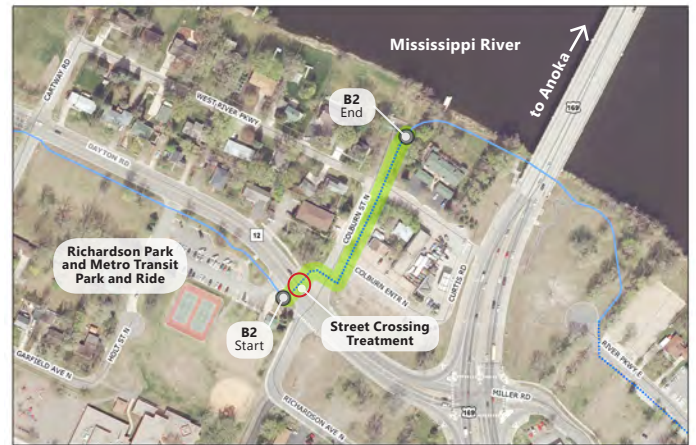 Mississippi River
to Anoka
169
CARTWAY RD
WEST RIVER PKWY
B2
End
DAYTON RD
COLBURN ST N
12
Richardson Park
and Metro Transit
Park and Ride
COLBURN ENTR N
CURTIS RD
B2
Start
Street Crossing
Treatment
HOLT ST N
GARFIELD AVE N
RIVER PKWY E
MILLER RD
169
RICHARDSON AVE N